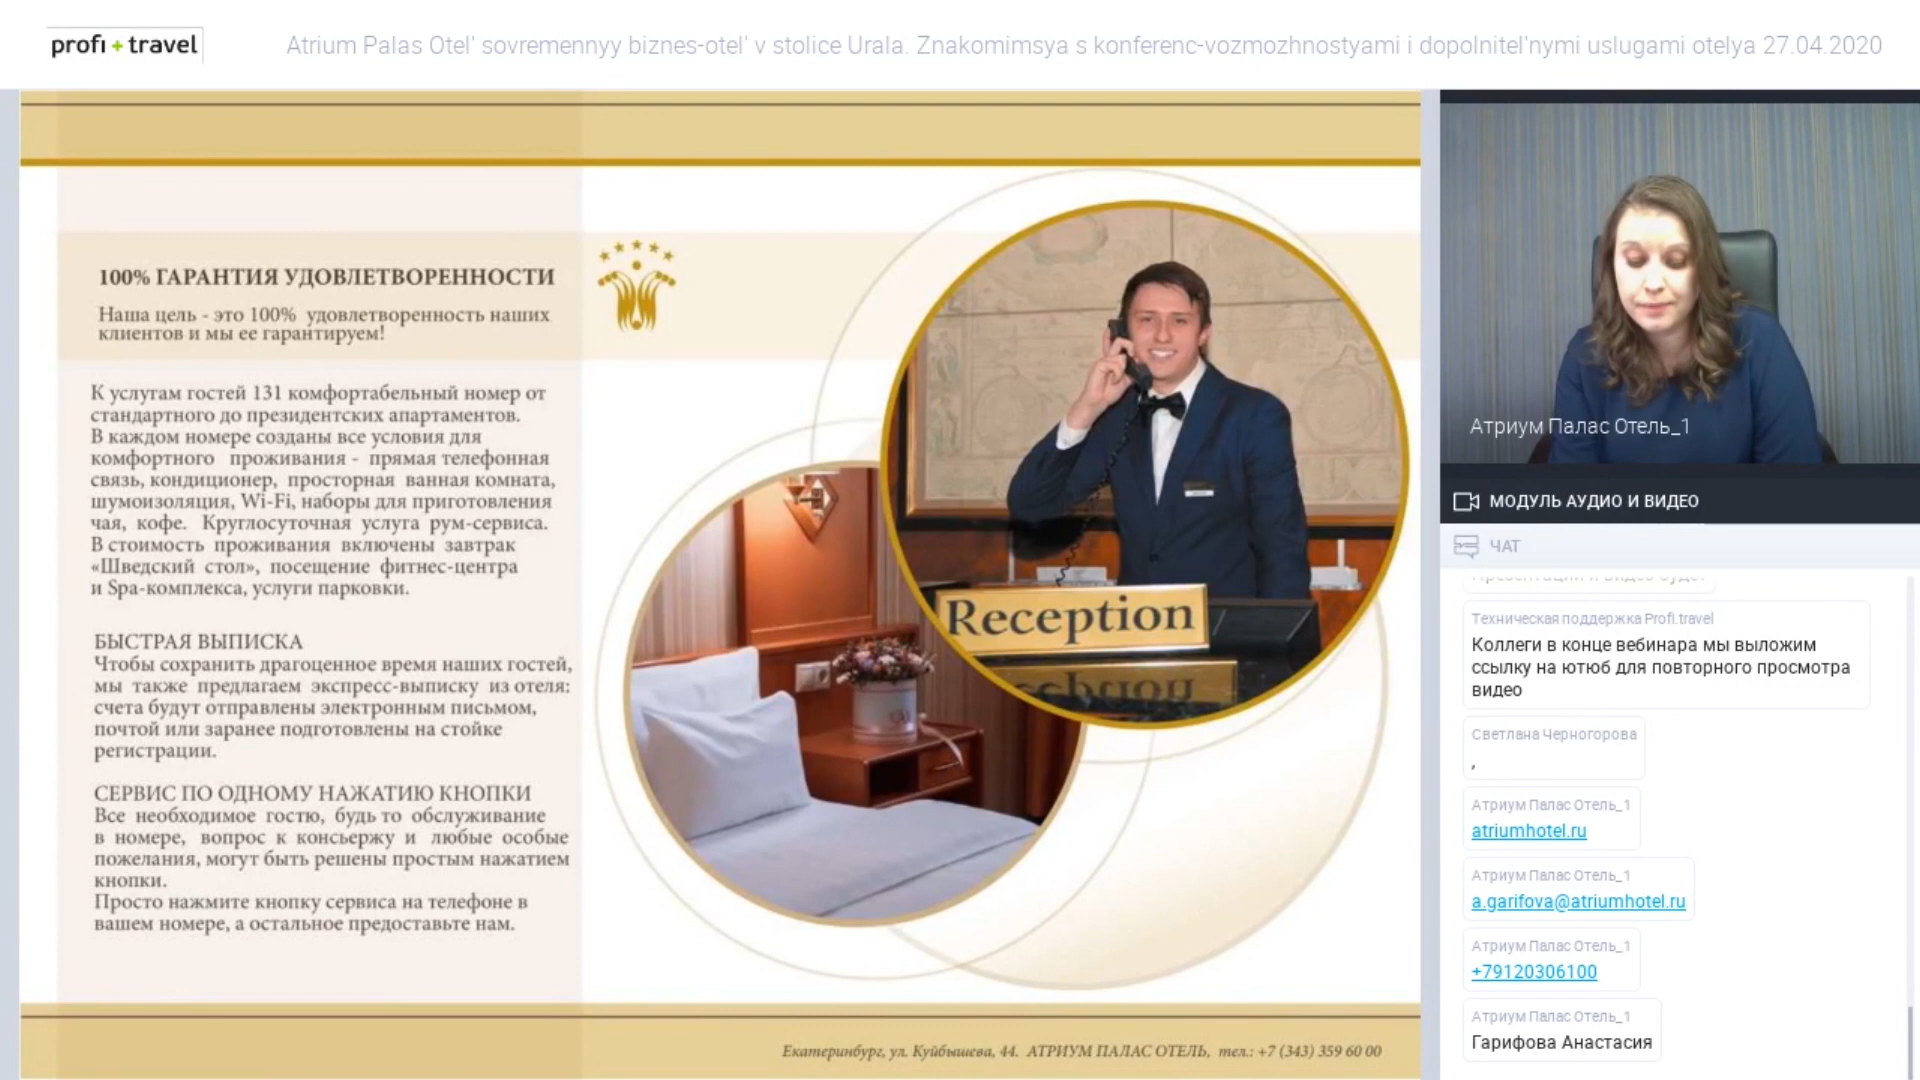 profi + travel
Atrium Palas Otel' sovremennyy biznes-otel' v stolice Urala. Znakomimsya s konferenc-vozmozhnostyami i dopolnitel'nymi uslugami otelya 27.04.2020
100% ГАРАНТИЯ УДОВЛЕТВОРЕННОСТИ
Наша цель - это 100% удовлетворенность наших
клиентов и мы ее гарантируем!
К услугам гостей 131 комфортабельный номер от
стандартного до президентских апартаментов.
В каждом номере созданы все условия для
комфортного проживания - прямая телефонная
связь, кондиционер, просторная ванная комната,
шумоизоляция, Wi-Fi, наборы для приготовления
чая, кофе. Круглосуточная услуга рум-сервиса.
В стоимость проживания включены завтрак
«Шведский стол», посещение фитнес-центра
и Spa-комплекса, услуги парковки.
БЫСТРАЯ ВЫПИСКА
Чтобы сохранить драгоценное время наших гостей,
мы также предлагаем экспресс-выписку из отеля:
счета будут отправлены электронным письмом,
почтой или заранее подготовлены на стойке
регистрации.
СЕРВИС ПО ОДНОМУ НАЖАТИЮ КНОПКИ
Все необходимое гостю, будь то обслуживание
в номере, вопрос к консьержу и любые особые
пожелания, могут быть решены простым нажатием
кнопки.
Просто нажмите кнопку сервиса на телефоне в
вашем номере, а остальное предоставьте нам.
Reception
Екатеринбург, ул. Куйбышева, 44. АТРИУМ ПАЛАС ОТЕЛЬ, тел.: +7 (343) 359 60 00
Атриум Палас Отель_1
МОДУЛЬ АУДИО И ВИДЕО
ЧАТ
Техническая поддержка Profi.travel
Коллеги в конце вебинара мы выложим
ссылку на ютюб для повторного просмотра
видео
Светлана Черногорова
,
Атриум Палас Отель_1
atriumhotel.ru
Атриум Палас Отель_1
a.garifova@atriumhotel.ru
Атриум Палас Отель_1
+79120306100
Атриум Палас Отель_1
Гарифова Анастасия